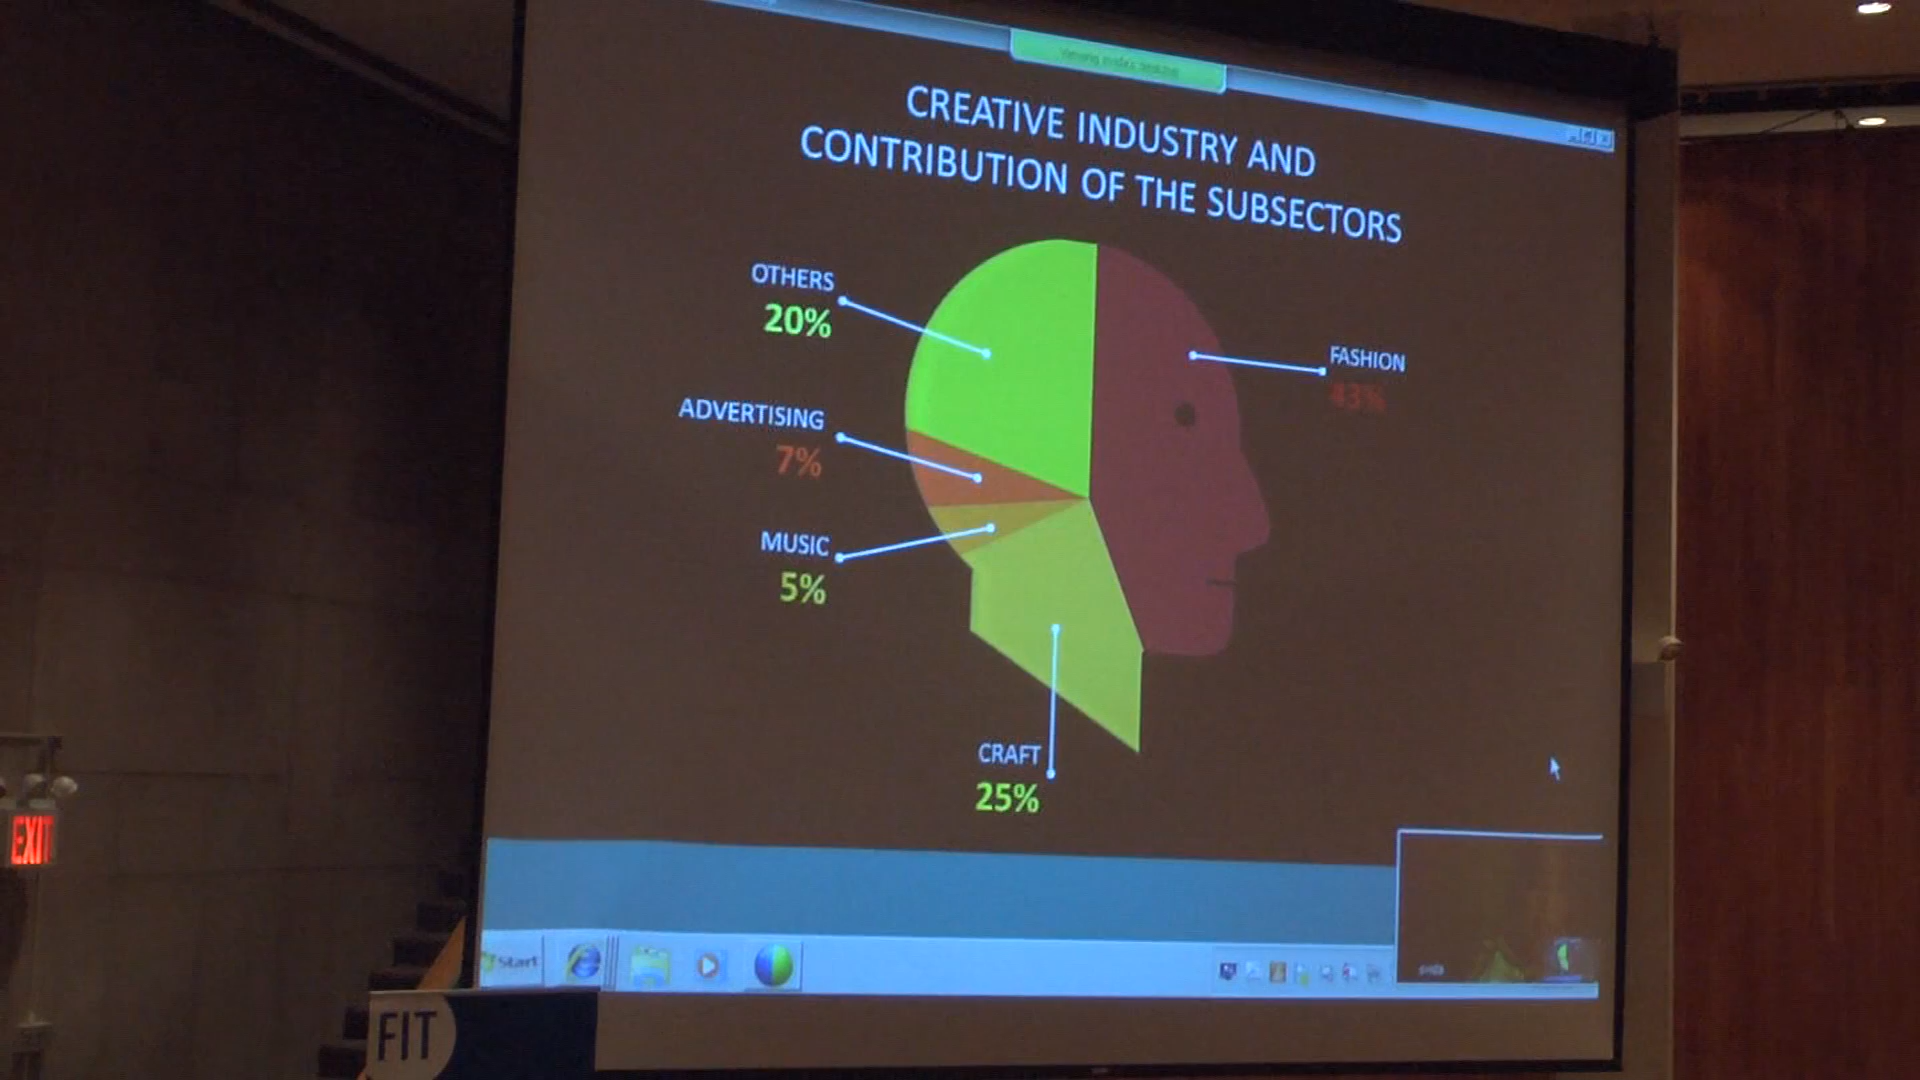 CREATIVE INDUSTRY AND
CONTRIBUTION OF THE SUBSECTORS
OTHERS
20%
FASHION
43%
ADVERTISING
7%
MUSIC
5%
CRAFT
25%
EXIT
Start
FIT